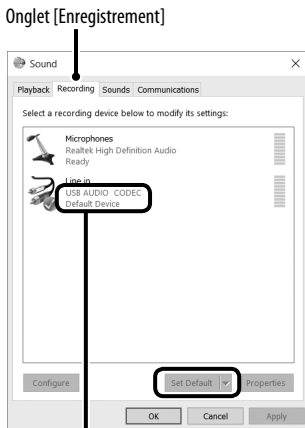 Onglet [Enregistrement]
Sound
Playback Recording Sounds Communications
Select a recording device below to modify its settings:
Microphones
Realtek High Definition Audio
Ready
Line in
USB AUDIO CODEC
Default Device
Configure Set Default Properties
OK Cancel Apply